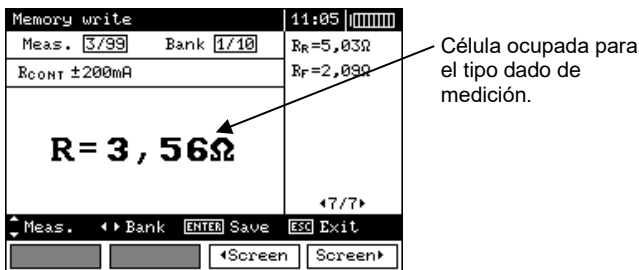 Memory write 11:05
Meas. 3/99 Bank 1/10
RCONT ±200mA
R=3,56Ω
RR=5,03Ω
RF=2,09Ω
◂7/7▸
Meas. ◂▸ Bank ENTER Save ESC Exit
◂Screen Screen▸
Célula ocupada para
el tipo dado de
medición.